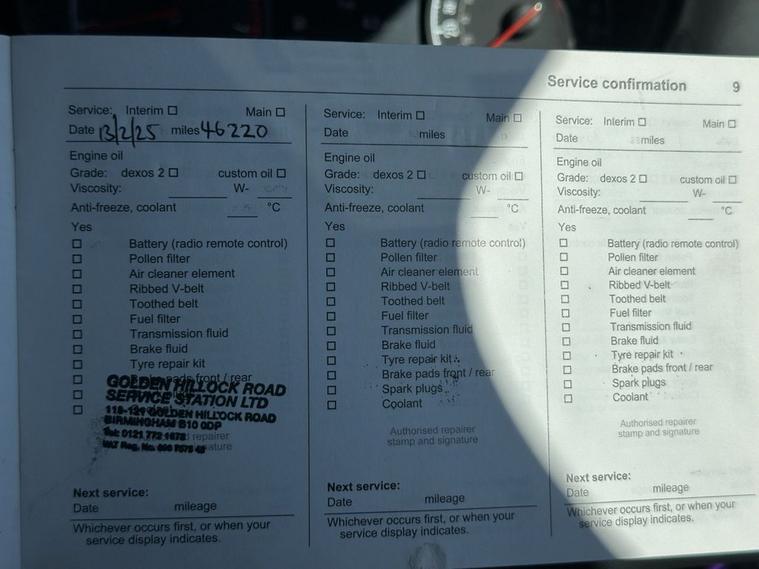 Service confirmation 9
Service: Interim ☐ Main ☐
Date 13/2/25 miles 46220
Engine oil
Grade: dexos 2 ☐ custom oil ☐
Viscosity: W-
Anti-freeze, coolant °C
Yes
☐ Battery (radio remote control)
☐ Pollen filter
☐ Air cleaner element
☐ Ribbed V-belt
☐ Toothed belt
☐ Fuel filter
☐ Transmission fluid
☐ Brake fluid
☐ Tyre repair kit
☐ pads front / rear
☐
☐
GOLDEN HILLOCK ROAD
SERVICE STATION LTD
GOLDEN HILLOCK ROAD
BIRMINGHAM B10 0DP
Tel: 0121 772
repairer
VAT Reg. No.
Next service:
Date mileage
Whichever occurs first, or when your
service display indicates.
Service: Interim ☐ Main ☐
Date miles
Engine oil
Grade: dexos 2 ☐ custom oil ☐
Viscosity: W-
Anti-freeze, coolant °C
Yes
☐ Battery (radio remote control)
☐ Pollen filter
☐ Air cleaner element
☐ Ribbed V-belt
☐ Toothed belt
☐ Fuel filter
☐ Transmission fluid
☐ Brake fluid
☐ Tyre repair kit
☐ Brake pads front / rear
☐ Spark plugs
☐ Coolant
Authorised repairer
stamp and signature
Next service:
Date mileage
Whichever occurs first, or when your
service display indicates.
Service: Interim ☐ Main ☐
Date miles
Engine oil
Grade: dexos 2 ☐ custom oil ☐
Viscosity: W-
Anti-freeze, coolant °C
Yes
☐ Battery (radio remote control)
☐ Pollen filter
☐ Air cleaner element
☐ Ribbed V-belt
☐ Toothed belt
☐ Fuel filter
☐ Transmission fluid
☐ Brake fluid
☐ Tyre repair kit
☐ Brake pads front / rear
☐ Spark plugs
☐ Coolant
Authorised repairer
stamp and signature
Next service:
Date mileage
Whichever occurs first, or when your
service display indicates.